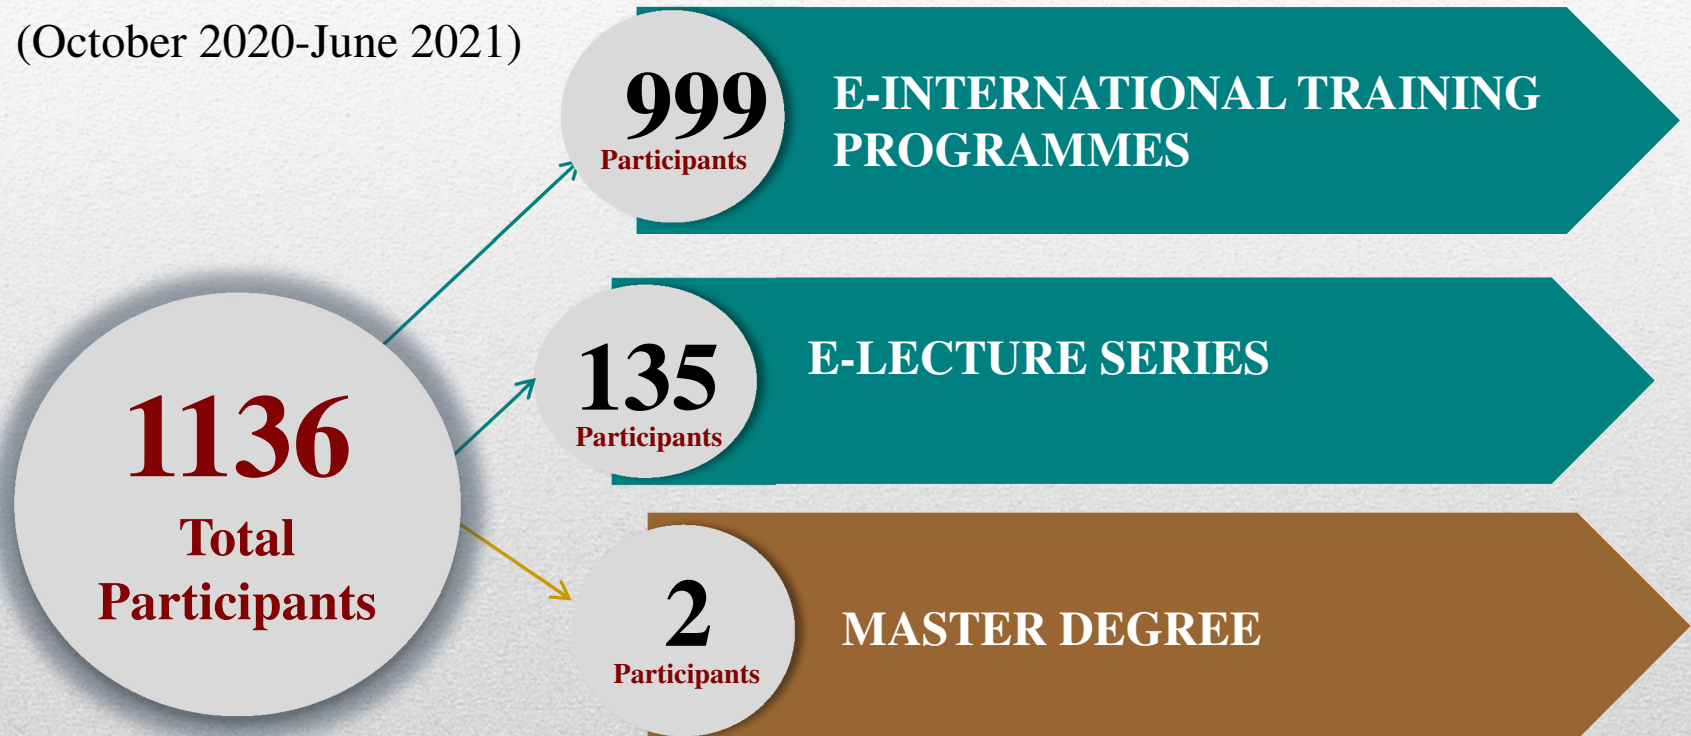 (October 2020-June 2021)
999
Participants
E-INTERNATIONAL TRAINING
PROGRAMMES
1136
Total
Participants
135
Participants
E-LECTURE SERIES
2
Participants
MASTER DEGREE